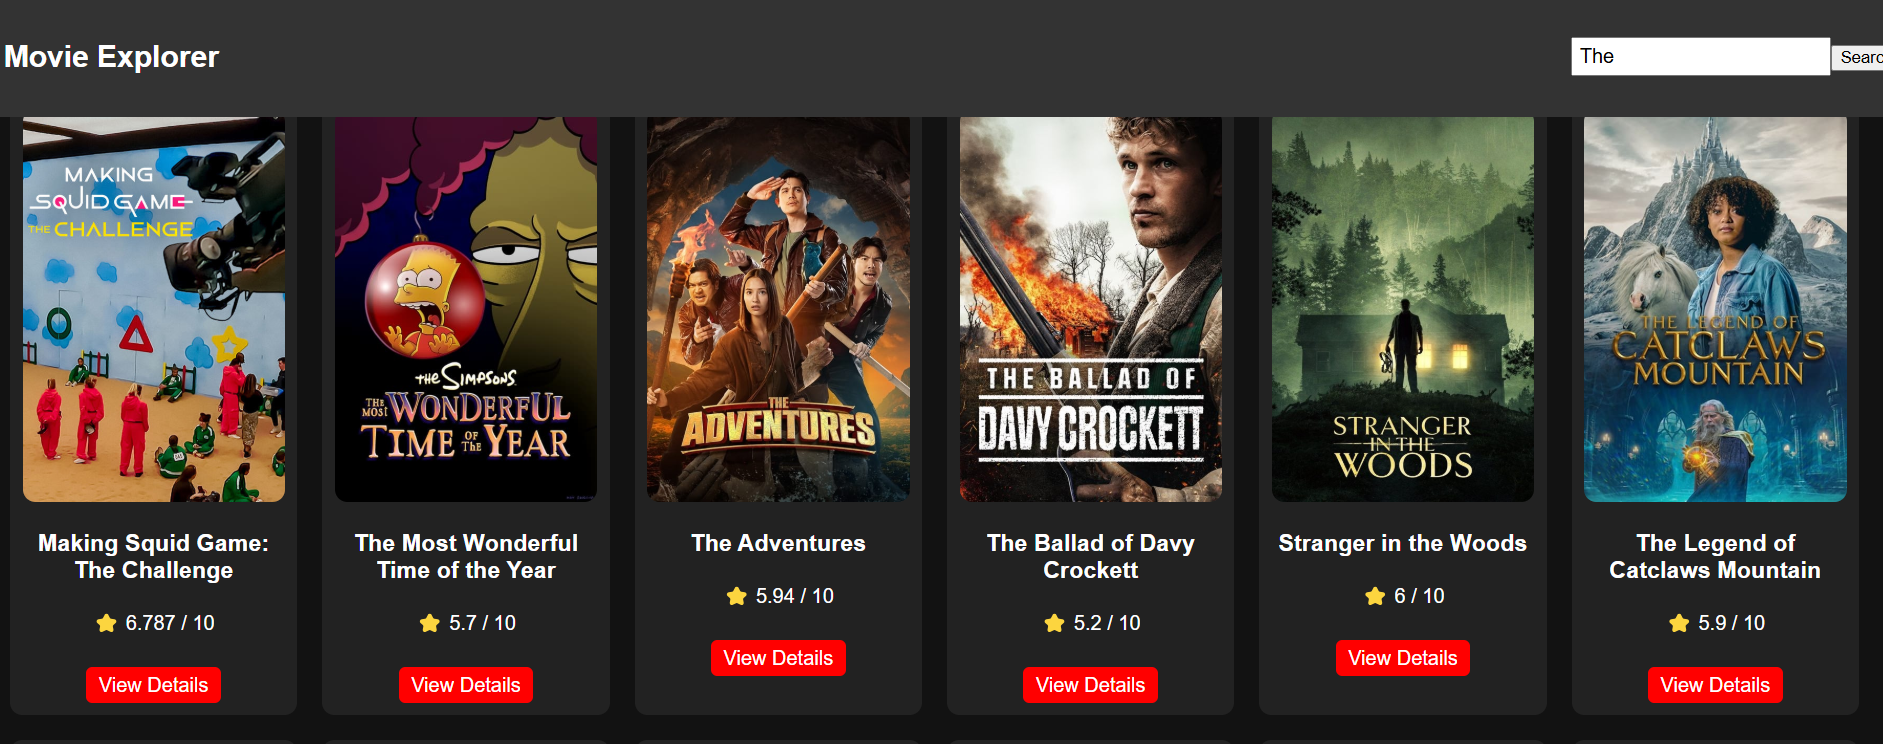 Movie Explorer
The
Searc
MAKING
SQUID GAME
THE CHALLENGE
THE SIMPSONS
THE MOST WONDERFUL
TIME OF THE YEAR
THE
ADVENTURES
THE BALLAD OF
DAVY CROCKETT
STRANGER
IN THE
WOODS
THE LEGEND OF
CATCLAWS
MOUNTAIN
Making Squid Game:
The Challenge
6.787 / 10
View Details
The Most Wonderful
Time of the Year
5.7 / 10
View Details
The Adventures
5.94 / 10
View Details
The Ballad of Davy
Crockett
5.2 / 10
View Details
Stranger in the Woods
6 / 10
View Details
The Legend of
Catclaws Mountain
5.9 / 10
View Details